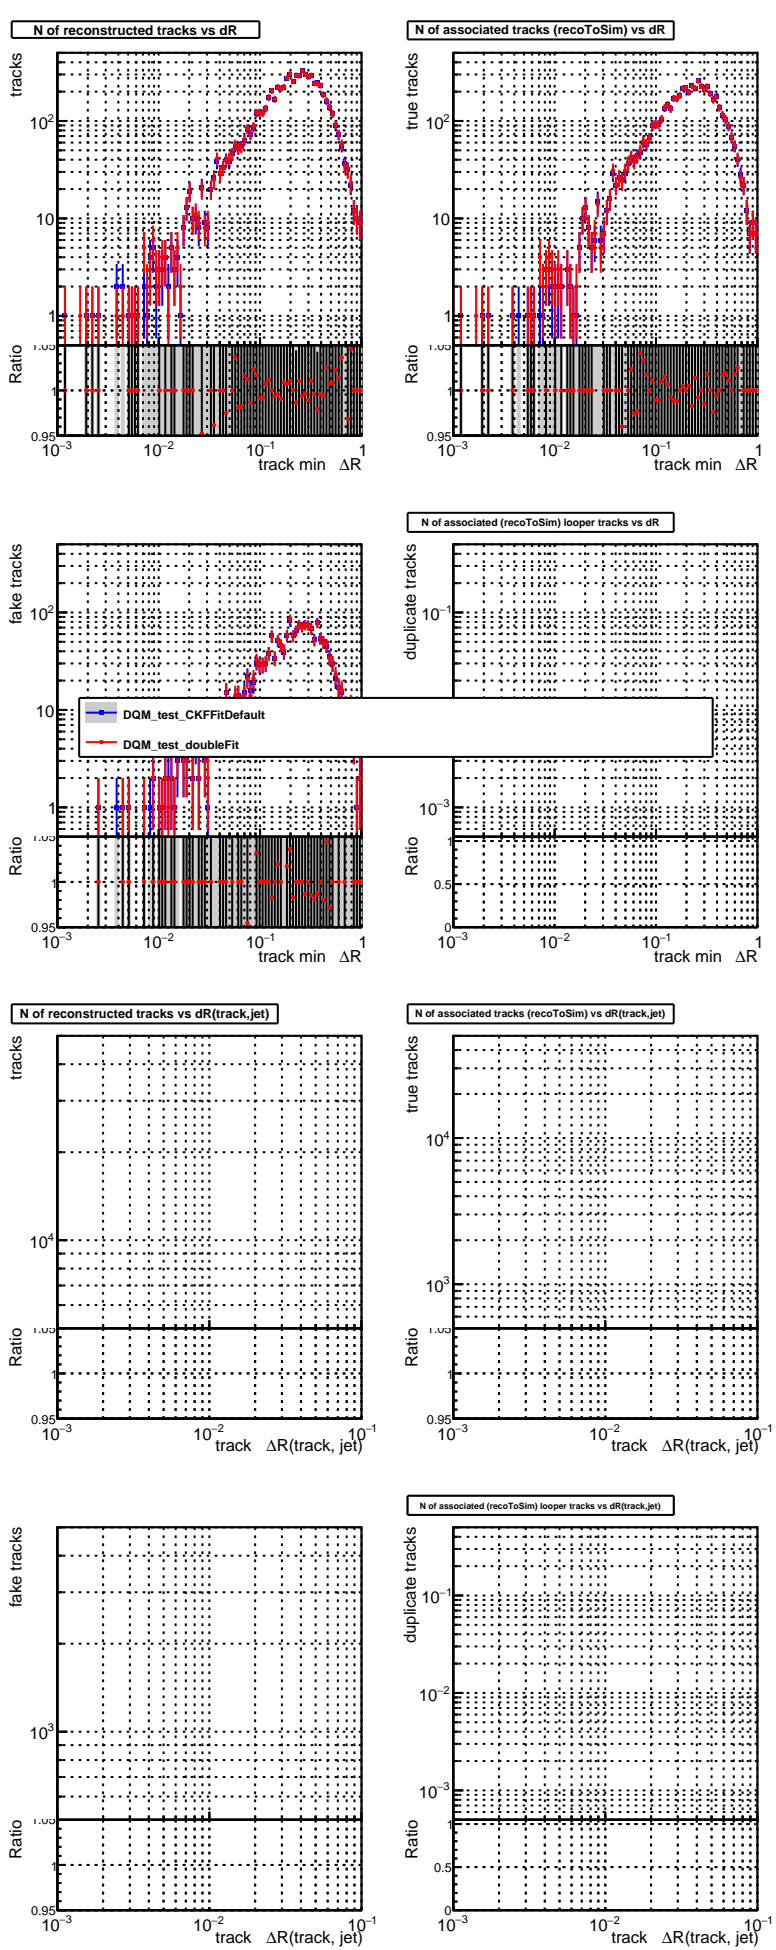 N of reconstructed tracks vs dR
tracks
10²
10
1
Ratio
1.05
1
0.95
10⁻³
10⁻²
10⁻¹
1
track min ΔR
N of associated tracks (recoToSim) vs dR
true tracks
10²
10
1
Ratio
1.05
1
0.95
10⁻³
10⁻²
10⁻¹
1
track min ΔR
fake tracks
10²
10
1
Ratio
1.05
1
0.95
10⁻³
10⁻²
10⁻¹
1
track min ΔR
N of associated (recoToSim) looper tracks vs dR
duplicate tracks
10⁻¹
10⁻³
Ratio
1
0.5
0
10⁻³
10⁻²
10⁻¹
1
track min ΔR
DQM_test_CKFFitDefault
DQM_test_doubleFit
N of reconstructed tracks vs dR(track,jet)
tracks
10⁴
Ratio
1.05
1
0.95
10⁻³
10⁻²
10⁻¹
track ΔR(track, jet)
N of associated tracks (recoToSim) vs dR(track,jet)
true tracks
10⁴
10³
Ratio
1.05
1
0.95
10⁻³
10⁻²
10⁻¹
track ΔR(track, jet)
fake tracks
10³
Ratio
1.05
1
0.95
10⁻³
10⁻²
10⁻¹
track ΔR(track, jet)
N of associated (recoToSim) looper tracks vs dR(track,jet)
duplicate tracks
10⁻¹
10⁻²
10⁻³
Ratio
1
0.5
0
10⁻³
10⁻²
10⁻¹
track ΔR(track, jet)